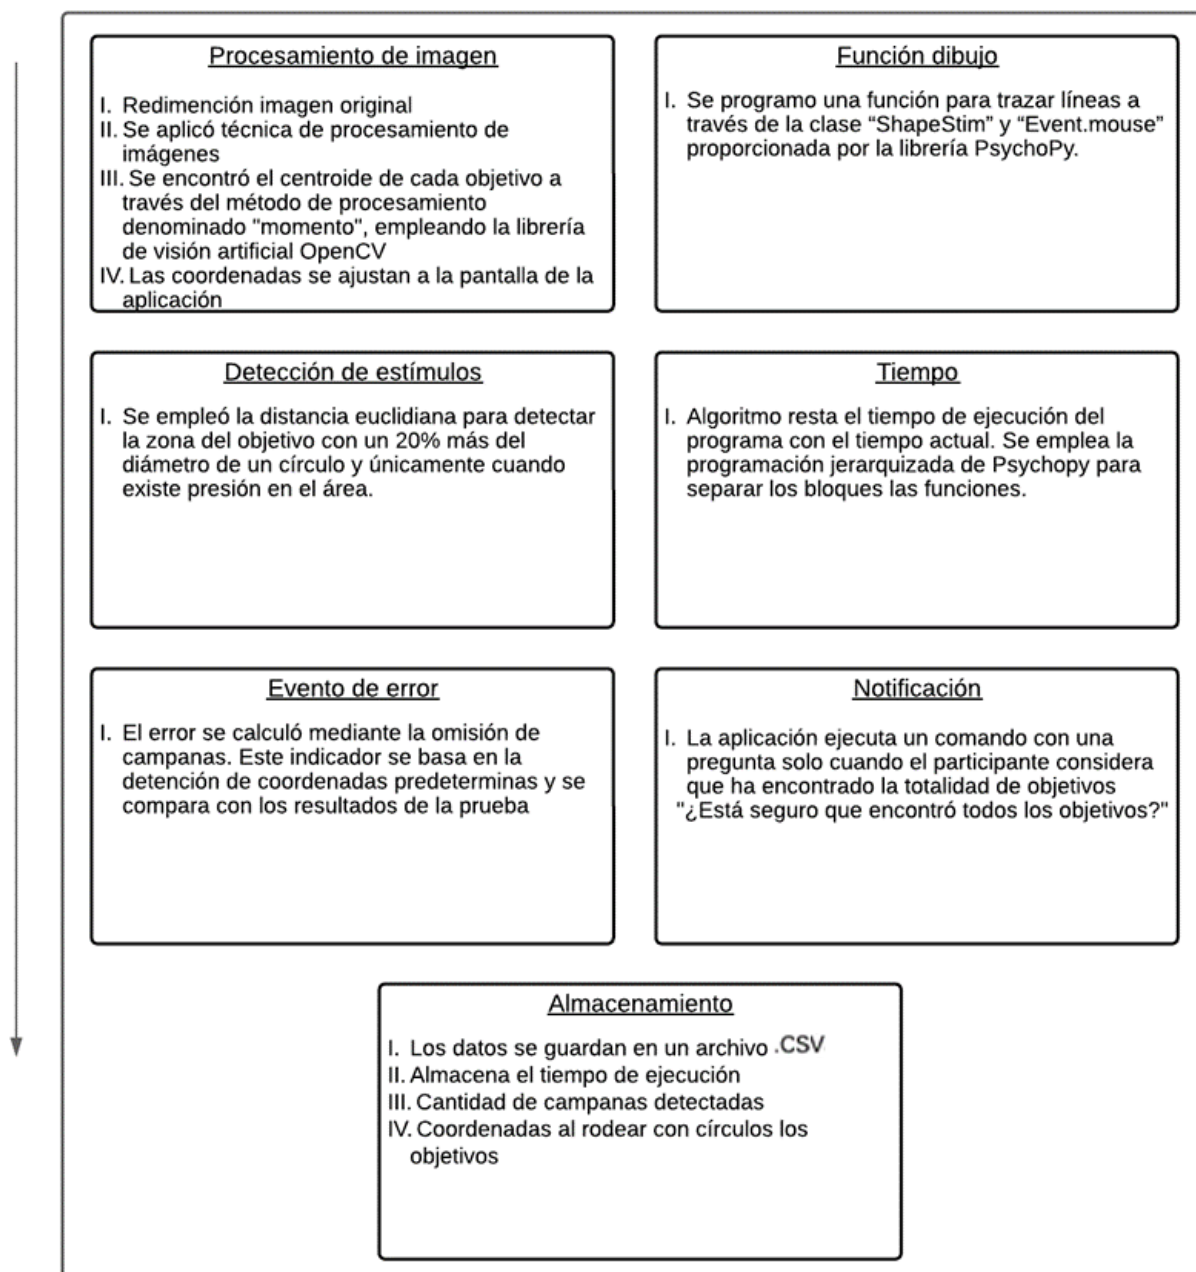 Procesamiento de imagen
I. Redimención imagen original
II. Se aplicó técnica de procesamiento de
imágenes
III. Se encontró el centroide de cada objetivo a
través del método de procesamiento
denominado "momento", empleando la librería
de visión artificial OpenCV
IV. Las coordenadas se ajustan a la pantalla de la
aplicación
Función dibujo
I. Se programo una función para trazar líneas a
través de la clase “ShapeStim” y “Event.mouse”
proporcionada por la librería PsychoPy.
Detección de estímulos
I. Se empleó la distancia euclidiana para detectar
la zona del objetivo con un 20% más del
diámetro de un círculo y únicamente cuando
existe presión en el área.
Tiempo
I. Algoritmo resta el tiempo de ejecución del
programa con el tiempo actual. Se emplea la
programación jerarquizada de Psychopy para
separar los bloques las funciones.
Evento de error
I. El error se calculó mediante la omisión de
campanas. Este indicador se basa en la
detención de coordenadas predeterminas y se
compara con los resultados de la prueba
Notificación
I. La aplicación ejecuta un comando con una
pregunta solo cuando el participante considera
que ha encontrado la totalidad de objetivos
"¿Está seguro que encontró todos los objetivos?"
Almacenamiento
I. Los datos se guardan en un archivo .CSV
II. Almacena el tiempo de ejecución
III. Cantidad de campanas detectadas
IV. Coordenadas al rodear con círculos los
objetivos